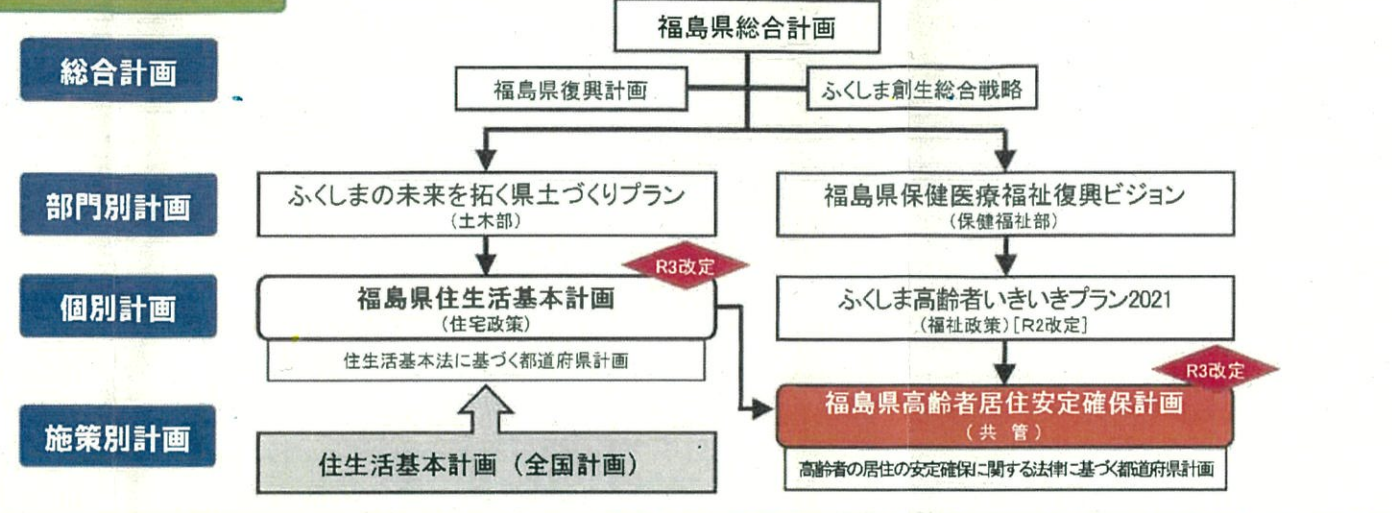 福島県総合計画
総合計画
福島県復興計画
ふくしま創生総合戦略
部門別計画
ふくしまの未来を拓く県土づくりプラン
(土木部)
福島県保健医療福祉復興ビジョン
(保健福祉部)
R3改定
個別計画
福島県住生活基本計画
(住宅政策)
住生活基本法に基づく都道府県計画
ふくしま高齢者いきいきプラン2021
(福祉政策)[R2改定]
R3改定
施策別計画
住生活基本計画（全国計画）
福島県高齢者居住安定確保計画
(共 管)
高齢者の居住の安定確保に関する法律に基づく都道府県計画